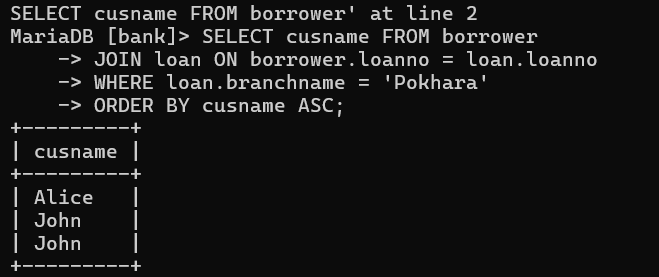 SELECT cusname FROM borrower' at line 2
MariaDB [bank]> SELECT cusname FROM borrower
    -> JOIN loan ON borrower.loanno = loan.loanno
    -> WHERE loan.branchname = 'Pokhara'
    -> ORDER BY cusname ASC;
+---------+
| cusname |
+---------+
| Alice   |
| John    |
| John    |
+---------+